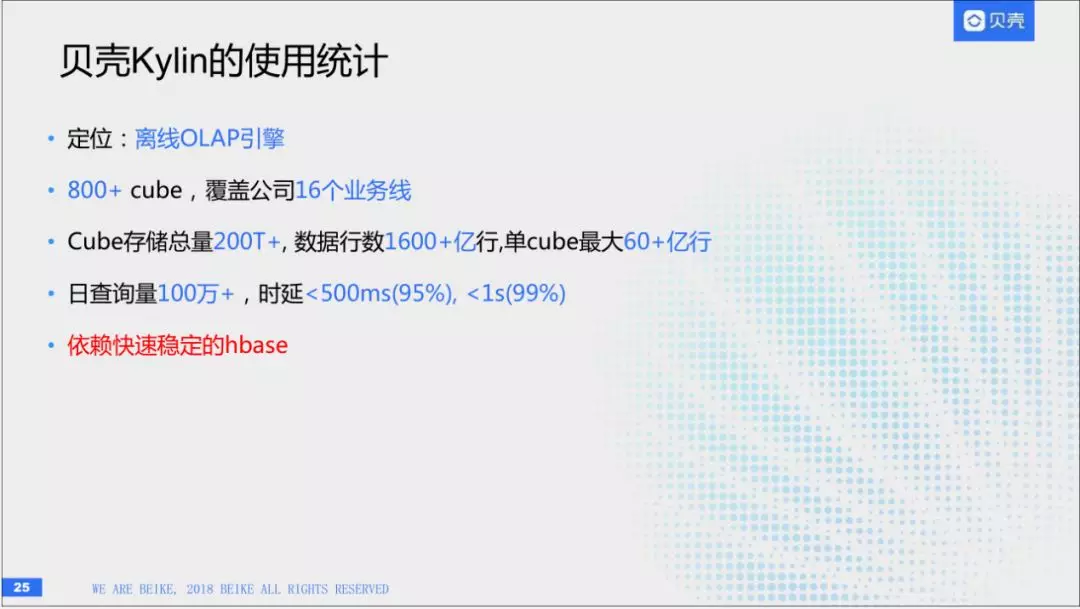 贝壳
贝壳Kylin的使用统计
• 定位：离线OLAP引擎
• 800+ cube，覆盖公司16个业务线
• Cube存储总量200T+, 数据行数1600+亿行,单cube最大60+亿行
• 日查询量100万+，时延<500ms(95%), <1s(99%)
• 依赖快速稳定的hbase
25
WE ARE BEIKE, 2018 BEIKE ALL RIGHTS RESERVED